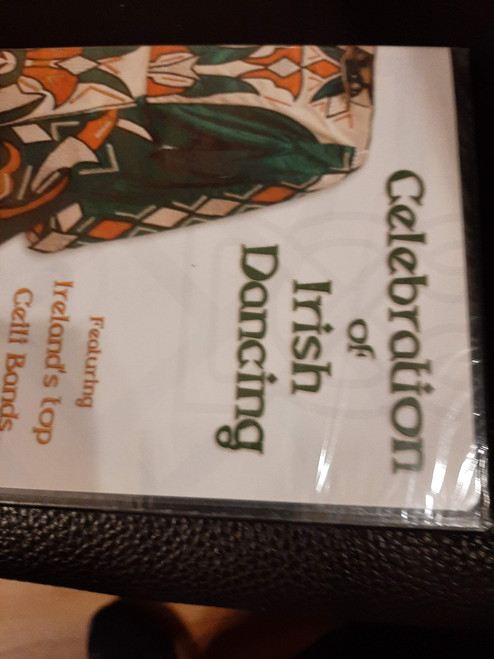 Celebration
of
Irish
Dancing
Featuring
Ireland's top
Ceili Bands